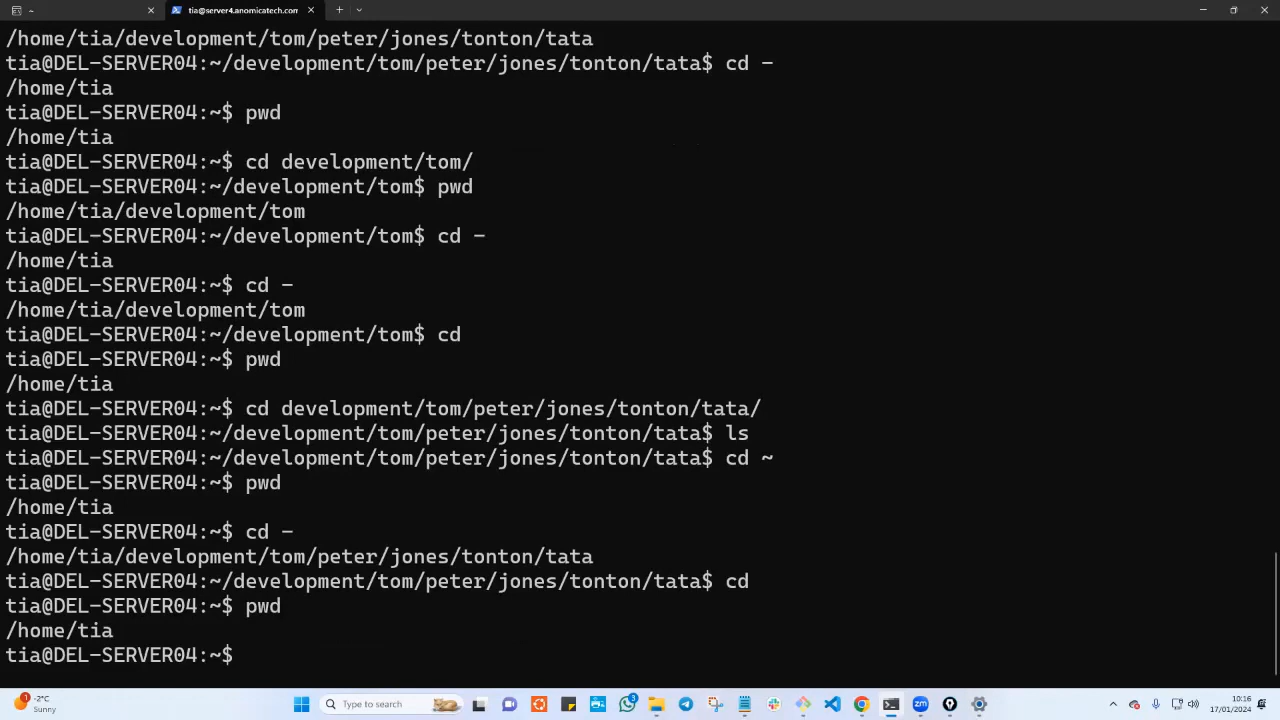 ~
tia@server4.anomicatech.com
/home/tia/development/tom/peter/jones/tonton/tata
tia@DEL-SERVER04:~/development/tom/peter/jones/tonton/tata$ cd -
/home/tia
tia@DEL-SERVER04:~$ pwd
/home/tia
tia@DEL-SERVER04:~$ cd development/tom/
tia@DEL-SERVER04:~/development/tom$ pwd
/home/tia/development/tom
tia@DEL-SERVER04:~/development/tom$ cd -
/home/tia
tia@DEL-SERVER04:~$ cd -
/home/tia/development/tom
tia@DEL-SERVER04:~/development/tom$ cd
tia@DEL-SERVER04:~$ pwd
/home/tia
tia@DEL-SERVER04:~$ cd development/tom/peter/jones/tonton/tata/
tia@DEL-SERVER04:~/development/tom/peter/jones/tonton/tata$ ls
tia@DEL-SERVER04:~/development/tom/peter/jones/tonton/tata$ cd ~
tia@DEL-SERVER04:~$ pwd
/home/tia
tia@DEL-SERVER04:~$ cd -
/home/tia/development/tom/peter/jones/tonton/tata
tia@DEL-SERVER04:~/development/tom/peter/jones/tonton/tata$ cd
tia@DEL-SERVER04:~$ pwd
/home/tia
tia@DEL-SERVER04:~$
1
-2°C
Sunny
Type to search
3
zm
10:16
17/01/2024